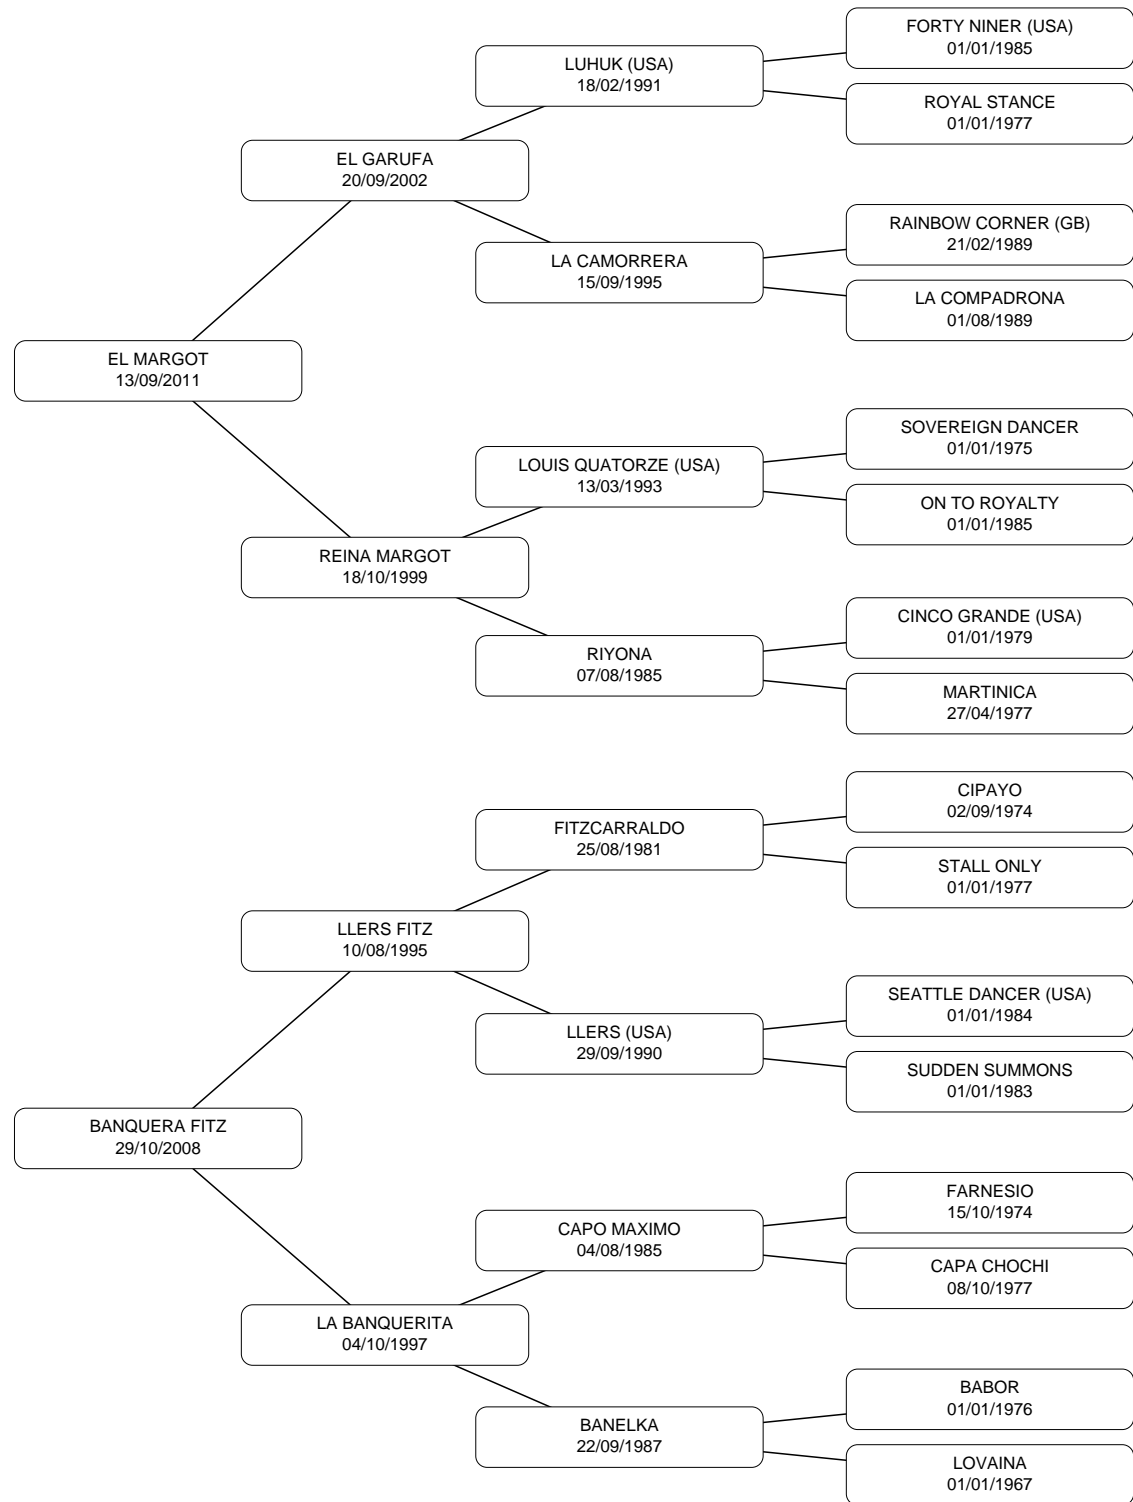 FORTY NINER (USA)
01/01/1985
LUHUK (USA)
18/02/1991
ROYAL STANCE
01/01/1977
EL GARUFA
20/09/2002
RAINBOW CORNER (GB)
21/02/1989
LA CAMORRERA
15/09/1995
LA COMPADRONA
01/08/1989
EL MARGOT
13/09/2011
SOVEREIGN DANCER
01/01/1975
LOUIS QUATORZE (USA)
13/03/1993
ON TO ROYALTY
01/01/1985
REINA MARGOT
18/10/1999
CINCO GRANDE (USA)
01/01/1979
RIYONA
07/08/1985
MARTINICA
27/04/1977
CIPAYO
02/09/1974
FITZCARRALDO
25/08/1981
STALL ONLY
01/01/1977
LLERS FITZ
10/08/1995
SEATTLE DANCER (USA)
01/01/1984
LLERS (USA)
29/09/1990
SUDDEN SUMMONS
01/01/1983
BANQUERA FITZ
29/10/2008
FARNESIO
15/10/1974
CAPO MAXIMO
04/08/1985
CAPA CHOCHI
08/10/1977
LA BANQUERITA
04/10/1997
BABOR
01/01/1976
BANELKA
22/09/1987
LOVAINA
01/01/1967